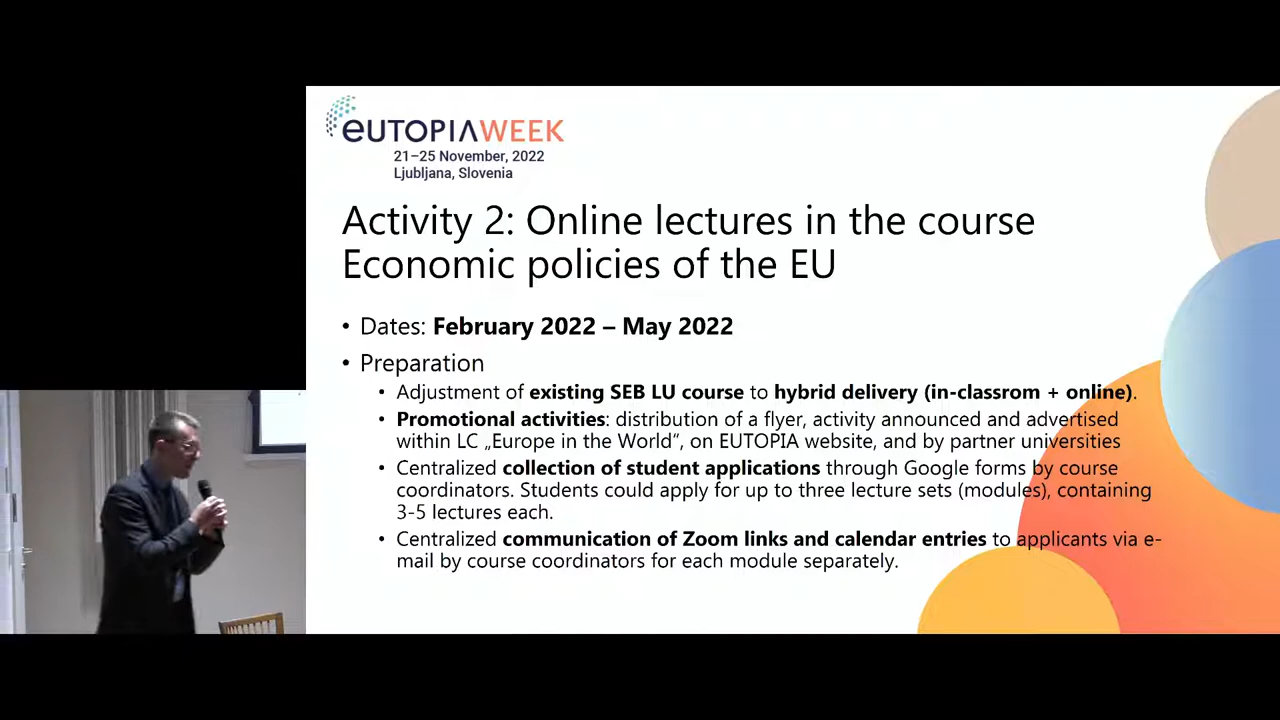 eUTOPIAWEEK
21–25 November, 2022
Ljubljana, Slovenia
Activity 2: Online lectures in the course
Economic policies of the EU
• Dates: February 2022 – May 2022
• Preparation
• Adjustment of existing SEB LU course to hybrid delivery (in-classrom + online).
• Promotional activities: distribution of a flyer, activity announced and advertised
within LC „Europe in the World”, on EUTOPIA website, and by partner universities
• Centralized collection of student applications through Google forms by course
coordinators. Students could apply for up to three lecture sets (modules), containing
3-5 lectures each.
• Centralized communication of Zoom links and calendar entries to applicants via e-
mail by course coordinators for each module separately.